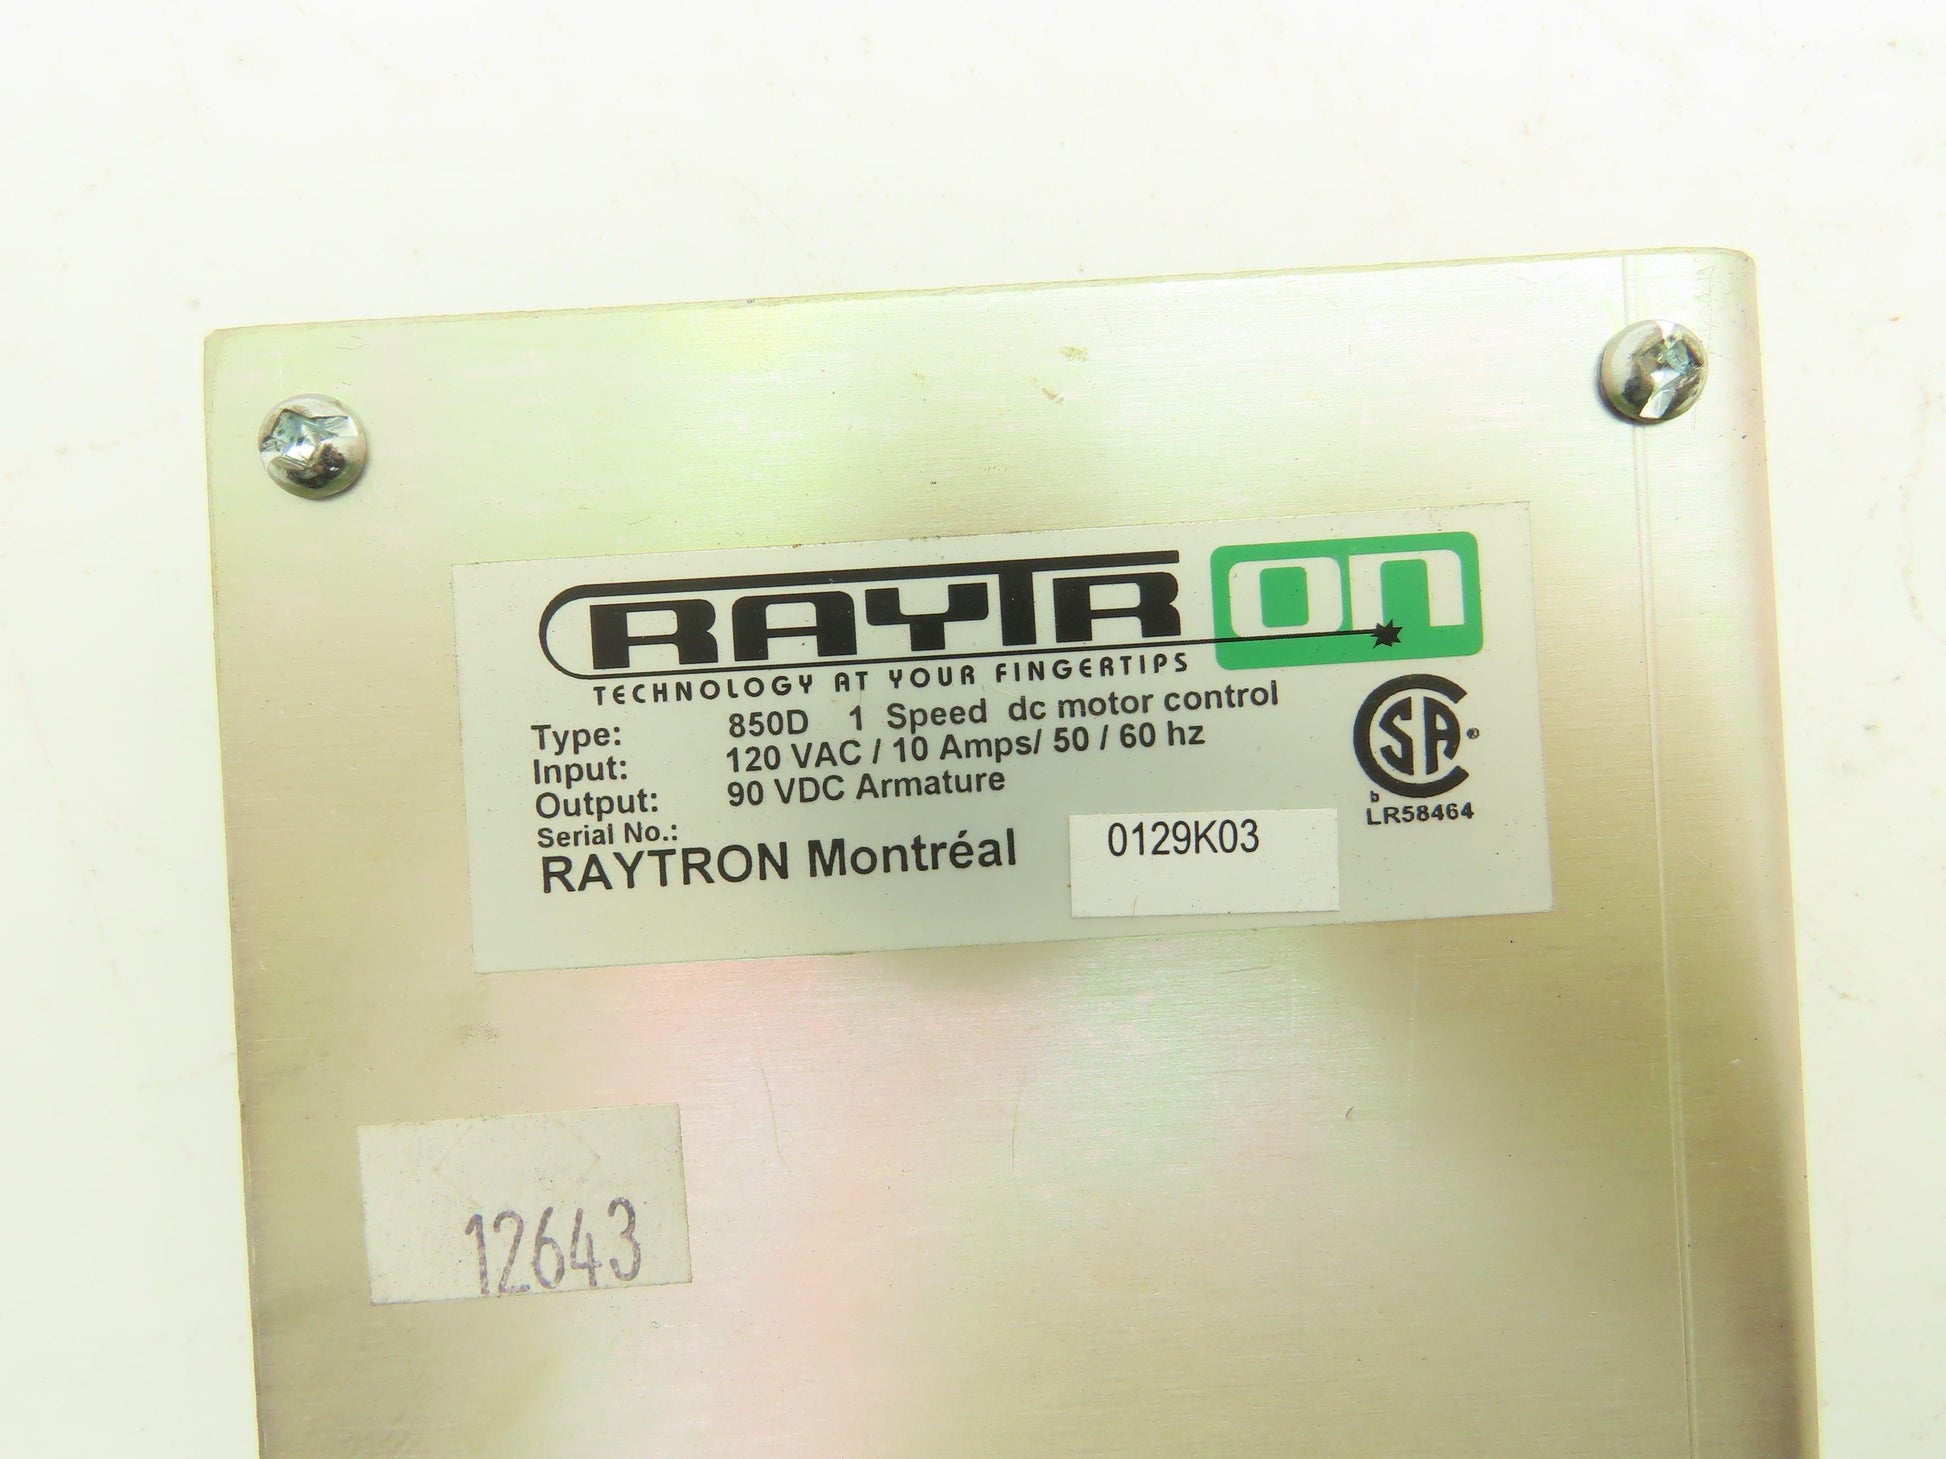 RAYTRON
TECHNOLOGY AT YOUR FINGERTIPS
Type: 850D 1 Speed dc motor control
Input: 120 VAC / 10 Amps/ 50 / 60 hz
Output: 90 VDC Armature
Serial No.:
RAYTRON Montréal
0129K03
CSA®
b
LR58464
12643